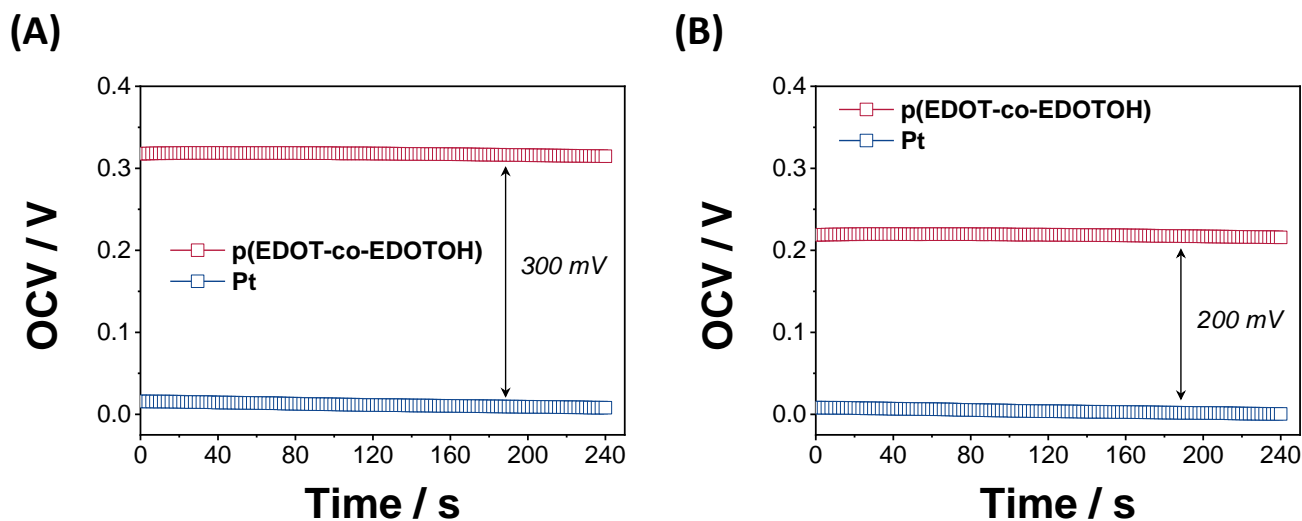 (A)
OCV / V
0.4
0.3
0.2
0.1
0.0
p(EDOT-co-EDOTOH)
Pt
300 mV
0 40 80 120 160 200 240
Time / s
(B)
OCV / V
0.4
0.3
0.2
0.1
0.0
p(EDOT-co-EDOTOH)
Pt
200 mV
0 40 80 120 160 200 240
Time / s